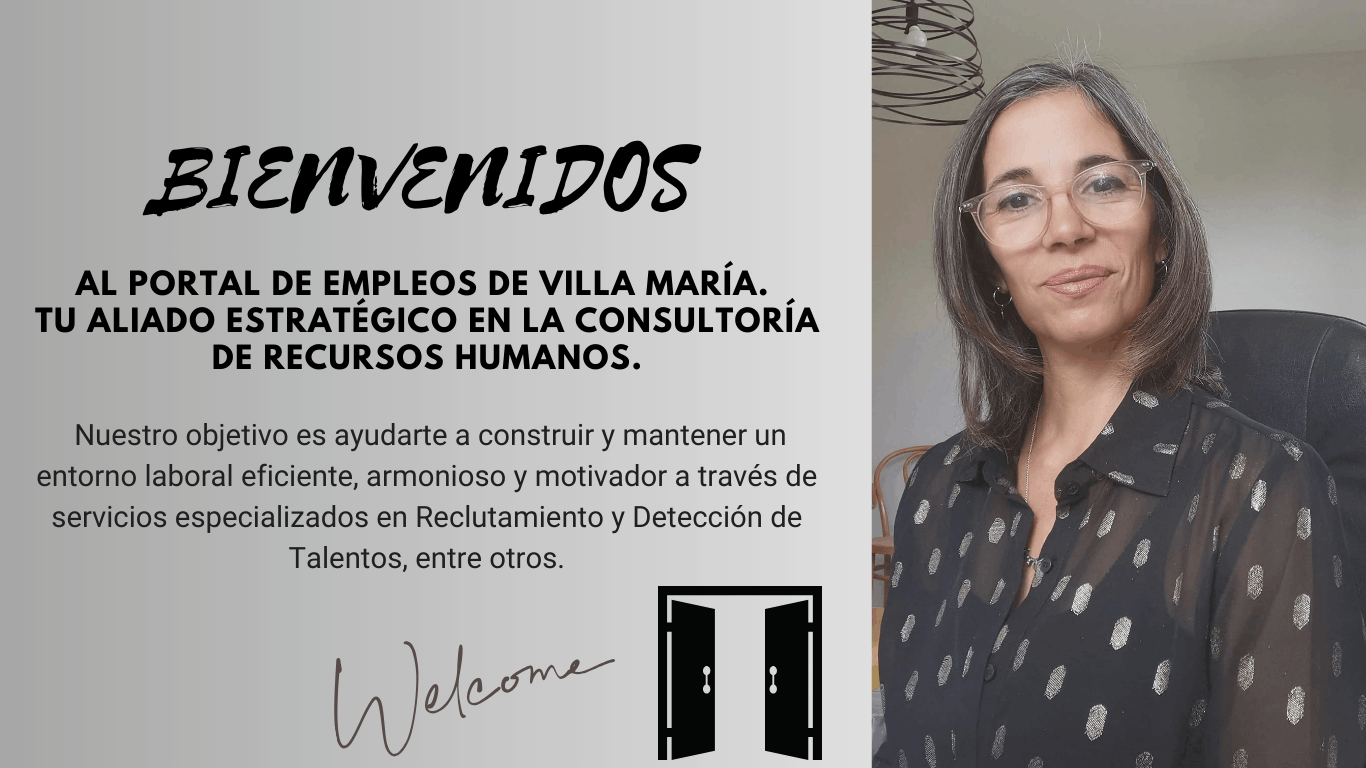 BIENVENIDOS
AL PORTAL DE EMPLEOS DE VILLA MARÍA.
TU ALIADO ESTRATÉGICO EN LA CONSULTORÍA
DE RECURSOS HUMANOS.
Nuestro objetivo es ayudarte a construir y mantener un
entorno laboral eficiente, armonioso y motivador a través de
servicios especializados en Reclutamiento y Detección de
Talentos, entre otros.
Welcome